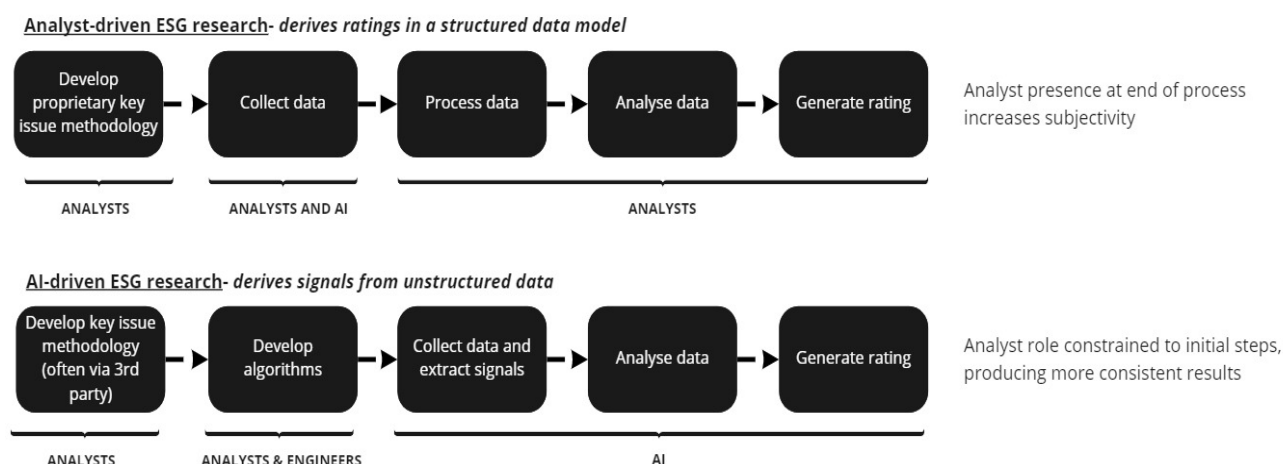 Analyst-driven ESG research- derives ratings in a structured data model
Develop
proprietary key
issue methodology
Collect data
Process data
Analyse data
Generate rating
Analyst presence at end of process
increases subjectivity
ANALYSTS
ANALYSTS AND AI
ANALYSTS
AI-driven ESG research- derives signals from unstructured data
Develop key issue
methodology
(often via 3rd
party)
Develop
algorithms
Collect data and
extract signals
Analyse data
Generate rating
Analyst role constrained to initial steps,
producing more consistent results
ANALYSTS
ANALYSTS & ENGINEERS
AI